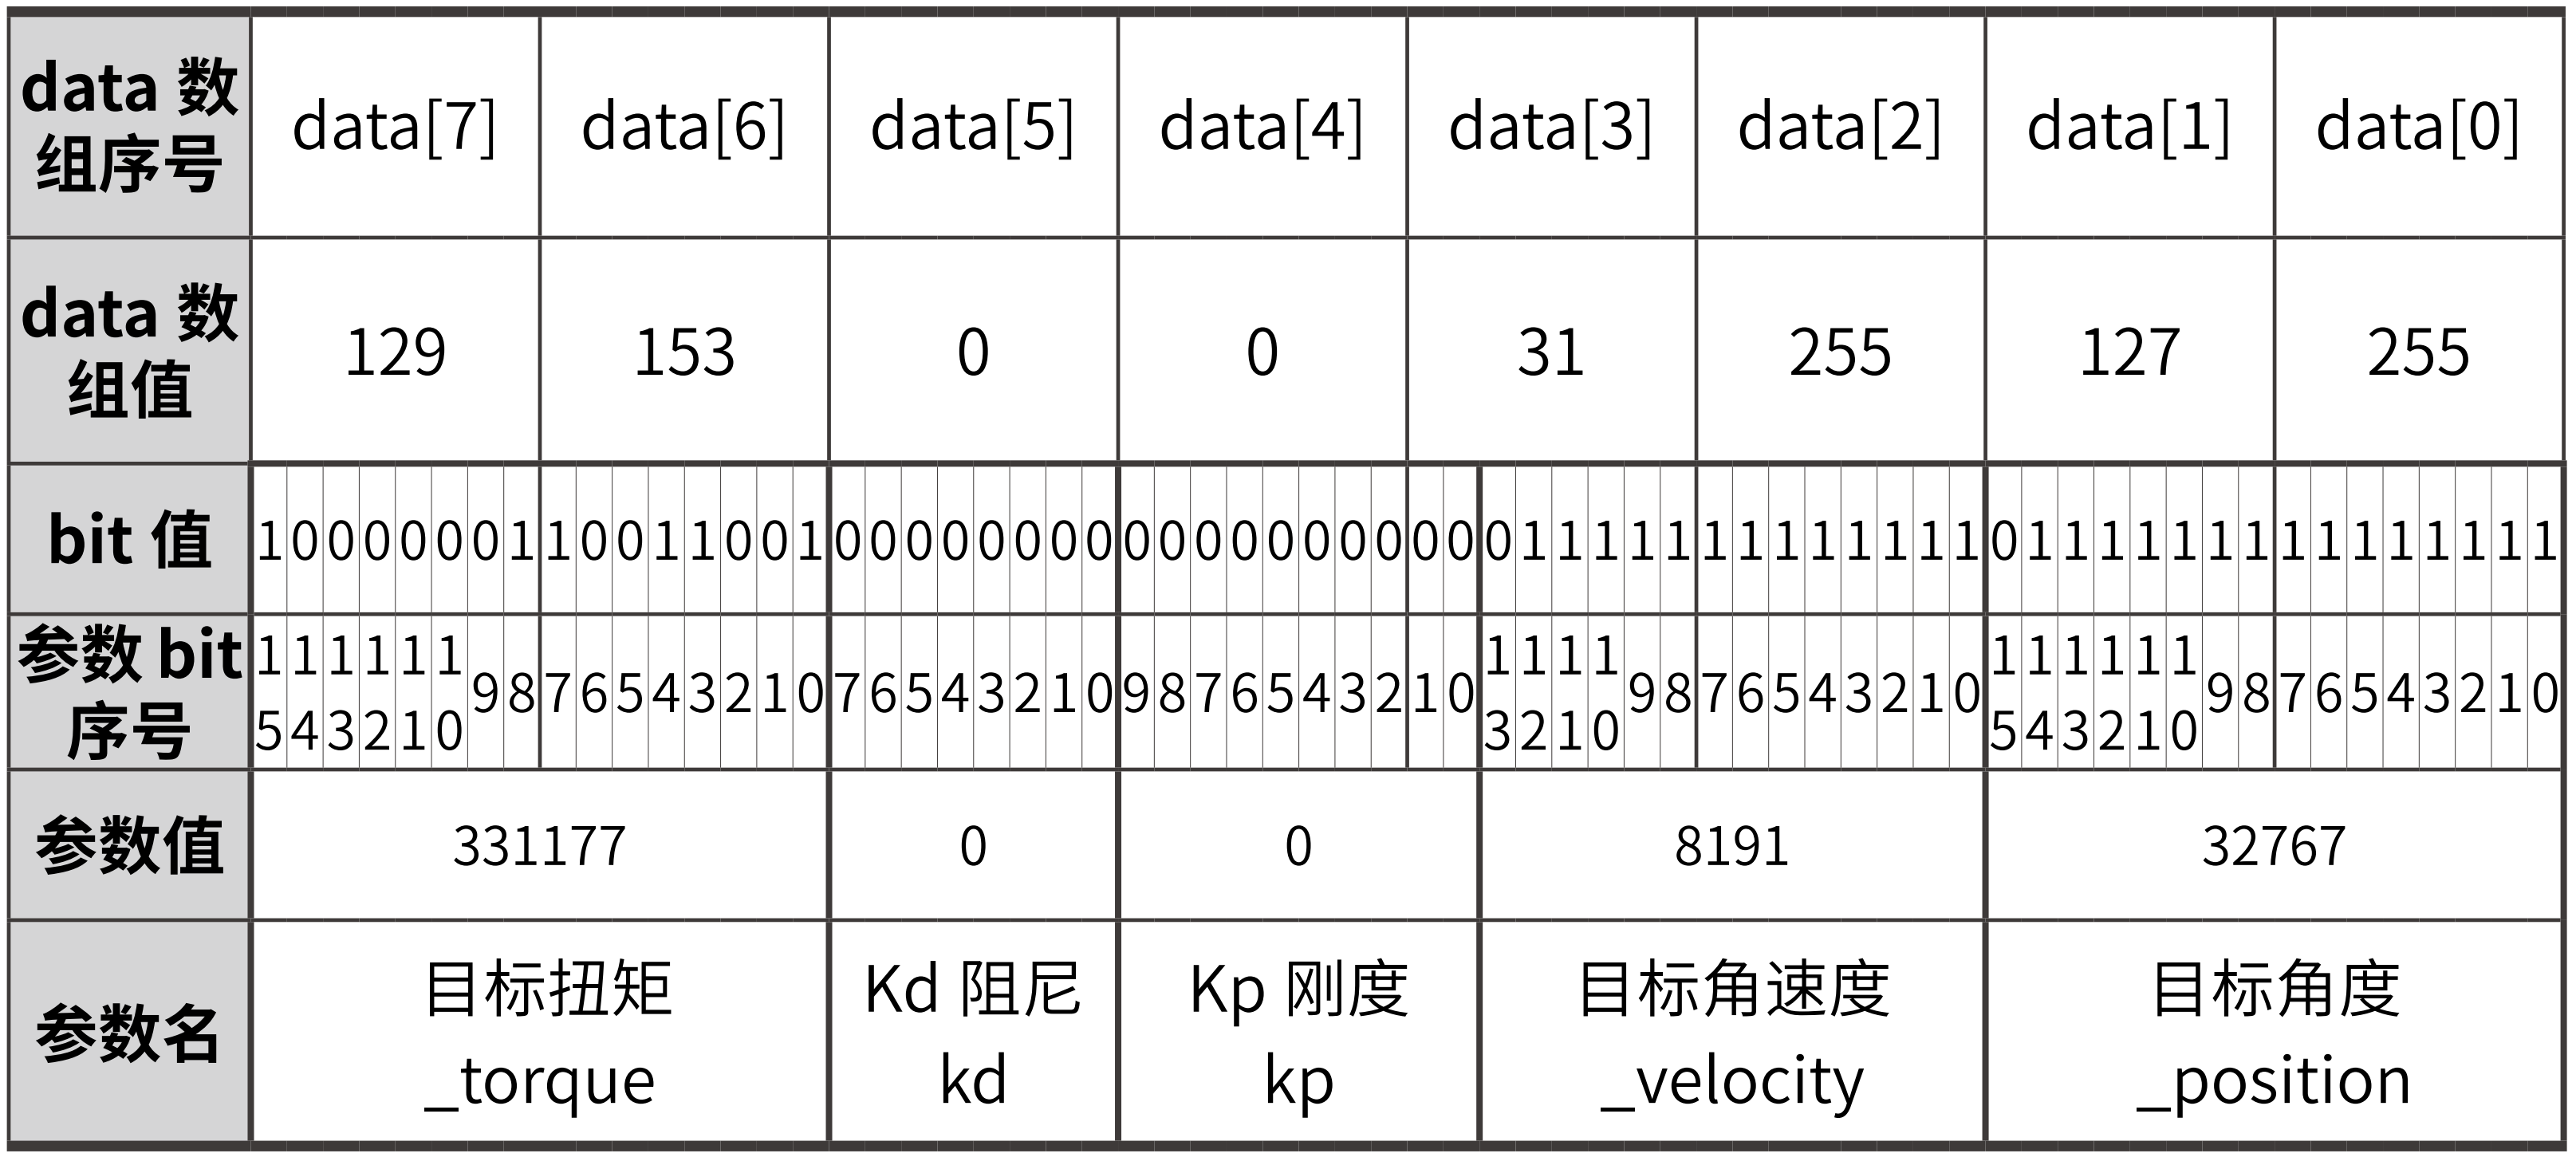 data 数
组序号
data[7] data[6] data[5] data[4] data[3] data[2] data[1] data[0]
data 数
组值
129 153 0 0 31 255 127 255
bit 值
1 0 0 0 0 0 0 1 1 0 0 1 1 0 0 1 0 0 0 0 0 0 0 0 0 0 0 0 0 0 0 0 0 0 0 1 1 1 1 1 1 1 1 1 1 1 1 1 0 1 1 1 1 1 1 1 1 1 1 1 1 1 1 1
参数 bit
序号
15 14 13 12 11 10 9 8 7 6 5 4 3 2 1 0 7 6 5 4 3 2 1 0 9 8 7 6 5 4 3 2 1 0 13 12 11 10 9 8 7 6 5 4 3 2 1 0 15 14 13 12 11 10 9 8 7 6 5 4 3 2 1 0
参数值
331177 0 0 8191 32767
参数名
目标扭矩
_torque
Kd 阻尼
kd
Kp 刚度
kp
目标角速度
_velocity
目标角度
_position